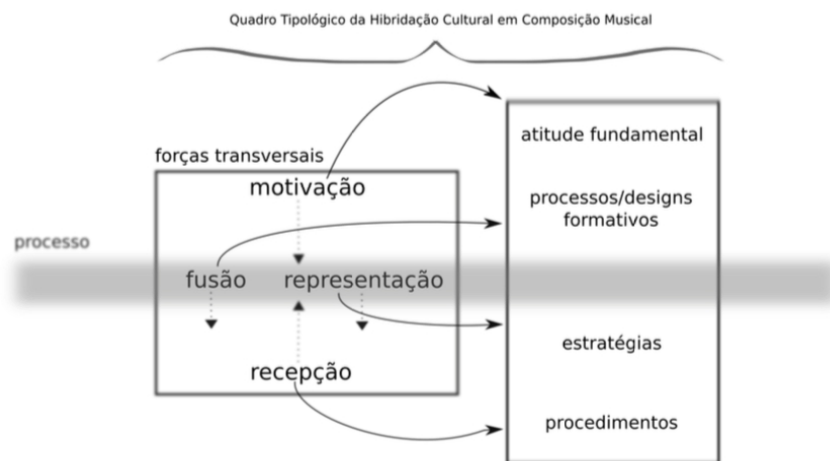 Quadro Tipológico da Hibridação Cultural em Composição Musical
forças transversais
motivação
processo
fusão
representação
recepção
atitude fundamental
processos/designs
formativos
estratégias
procedimentos